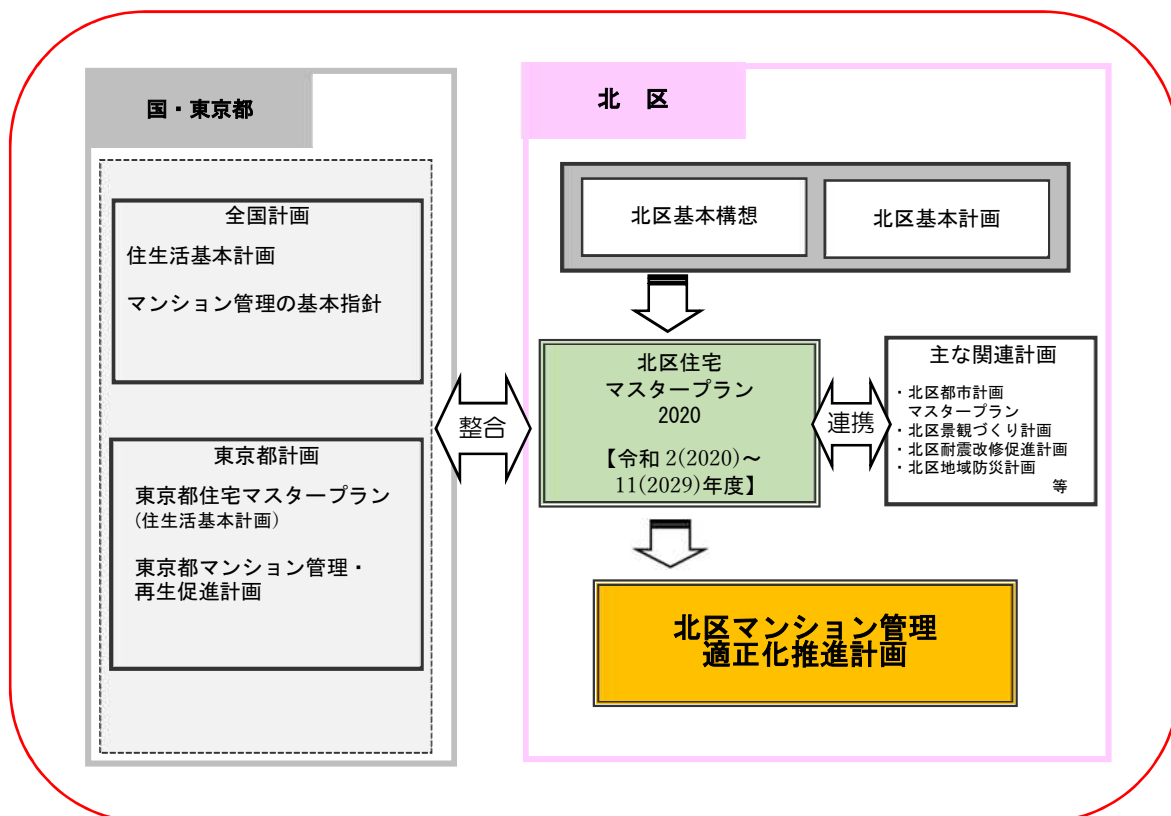 国・東京都
全国計画
住生活基本計画
マンション管理の基本指針
東京都計画
東京都住宅マスタープラン
(住生活基本計画)
東京都マンション管理・
再生促進計画
整合
北 区
北区基本構想
北区基本計画
北区住宅
マスタープラン
2020
【令和 2(2020)～
11(2029)年度】
連携
主な関連計画
・北区都市計画
マスタープラン
・北区景観づくり計画
・北区耐震改修促進計画
・北区地域防災計画
等
北区マンション管理
適正化推進計画